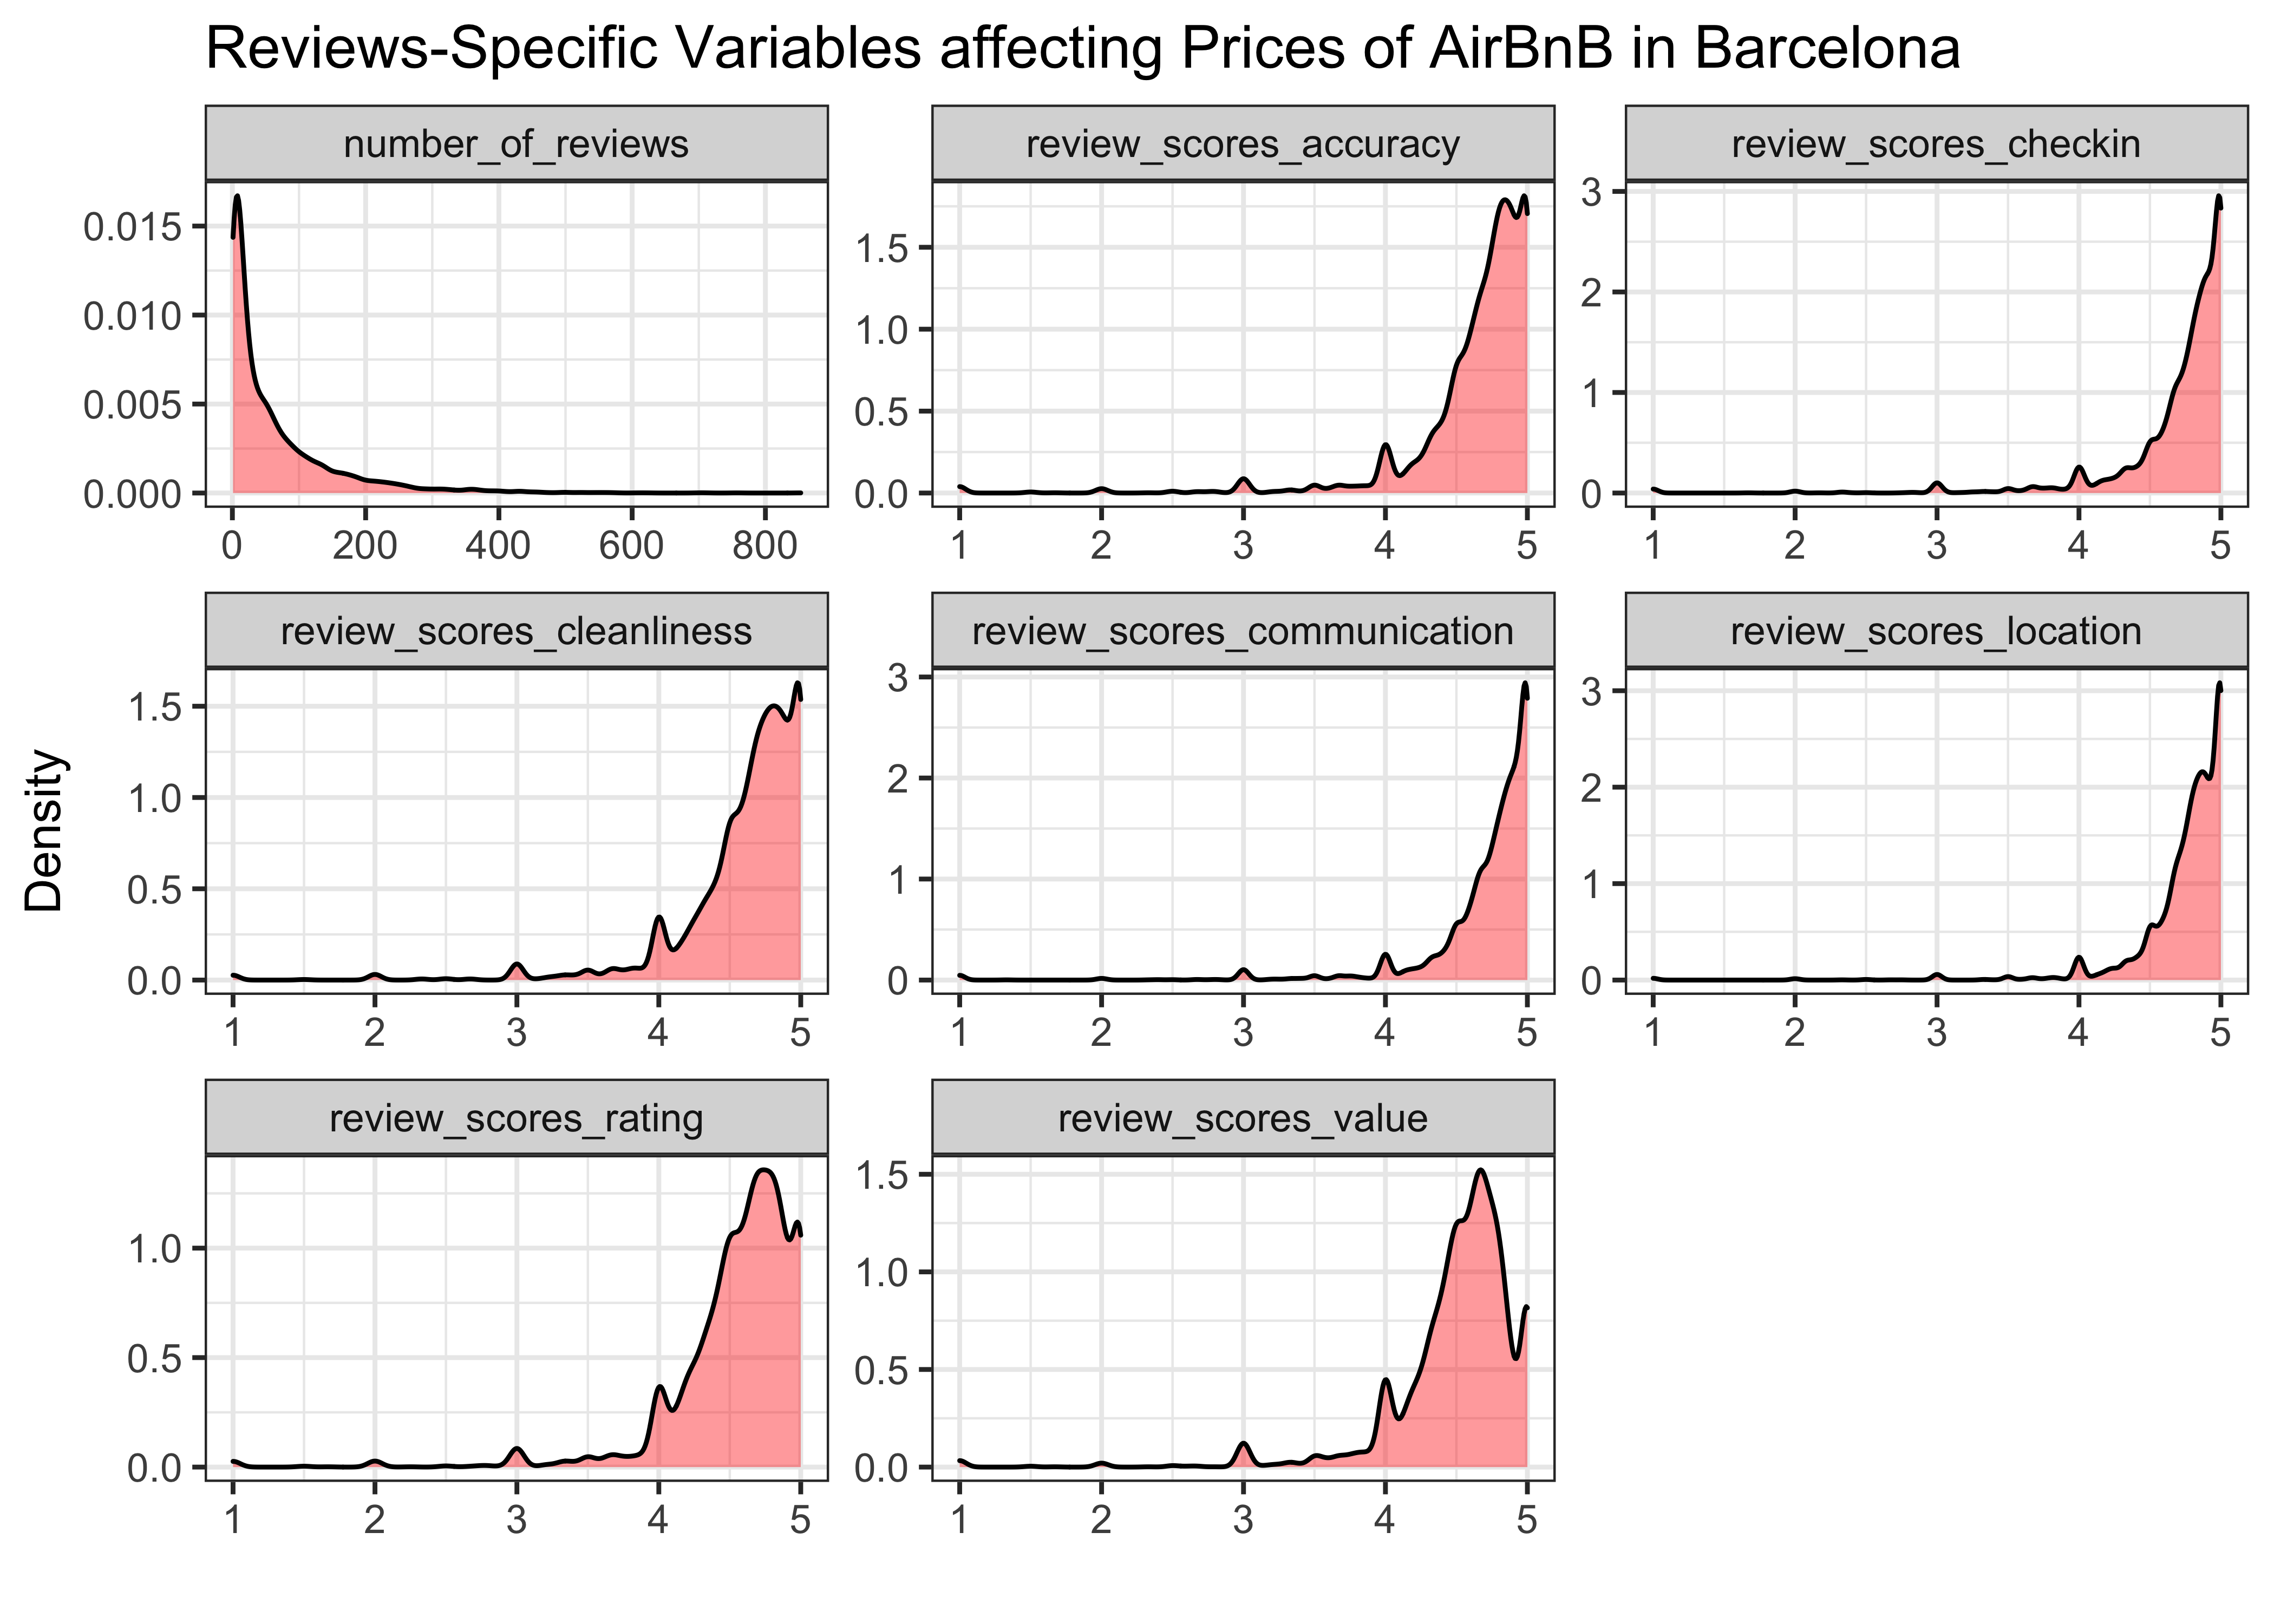 Reviews-Specific Variables affecting Prices of AirBnB in Barcelona
number_of_reviews
0.015
0.010
0.005
0.000
0 200 400 600 800
review_scores_accuracy
1.5
1.0
0.5
0.0
1 2 3 4 5
review_scores_checkin
3
2
1
0
1 2 3 4 5
Density
review_scores_cleanliness
1.5
1.0
0.5
0.0
1 2 3 4 5
review_scores_communication
3
2
1
0
1 2 3 4 5
review_scores_location
3
2
1
0
1 2 3 4 5
review_scores_rating
1.0
0.5
0.0
1 2 3 4 5
review_scores_value
1.5
1.0
0.5
0.0
1 2 3 4 5